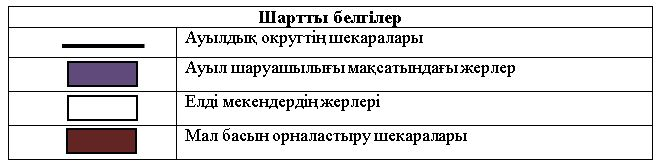 Шартты белгілер
Ауылдық округтің шекаралары
Ауыл шаруашылығы мақсатындағы жерлер
Елді мекендердің жерлері
Мал басын орналастыру шекаралары